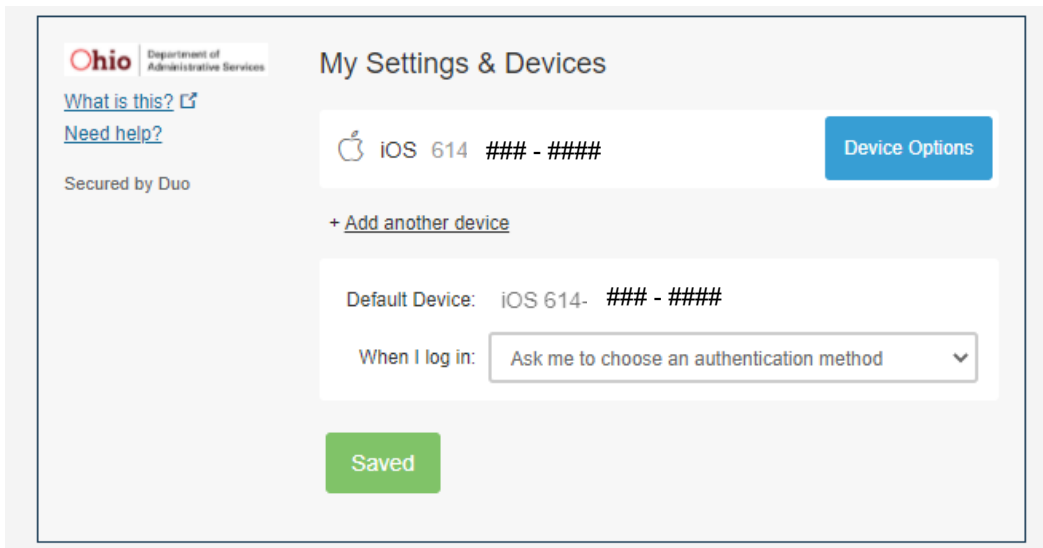 Ohio
Department of
Administrative Services
What is this?
Need help?
Secured by Duo
My Settings & Devices
iOS 614 ### - ####
Device Options
+ Add another device
Default Device: iOS 614- ### - ####
When I log in: Ask me to choose an authentication method
Saved